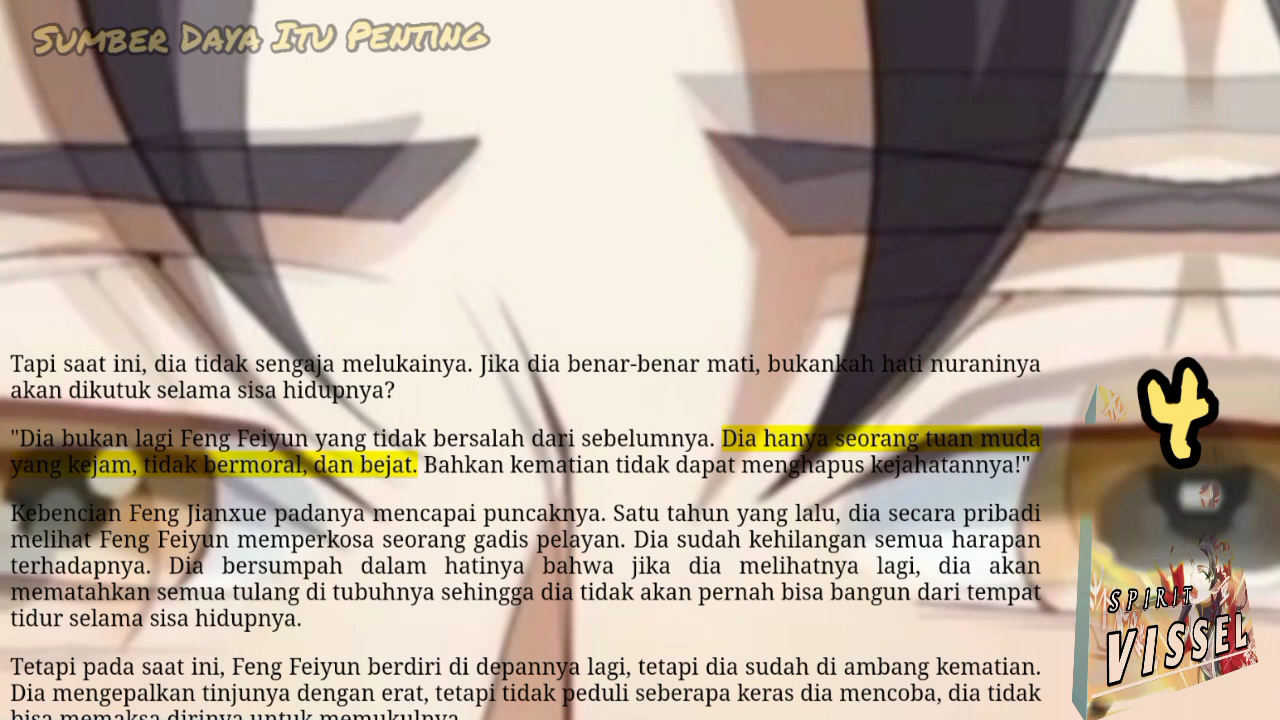 Sumber Daya Itu Penting
Tapi saat ini, dia tidak sengaja melukainya. Jika dia benar-benar mati, bukankah hati nuraninya
akan dikutuk selama sisa hidupnya?
"Dia bukan lagi Feng Feiyun yang tidak bersalah dari sebelumnya. Dia hanya seorang tuan muda
yang kejam, tidak bermoral, dan bejat. Bahkan kematian tidak dapat menghapus kejahatannya!"
Kebencian Feng Jianxue padanya mencapai puncaknya. Satu tahun yang lalu, dia secara pribadi
melihat Feng Feiyun memperkosa seorang gadis pelayan. Dia sudah kehilangan semua harapan
terhadapnya. Dia bersumpah dalam hatinya bahwa jika dia melihatnya lagi, dia akan
mematahkan semua tulang di tubuhnya sehingga dia tidak akan pernah bisa bangun dari tempat
tidur selama sisa hidupnya.
Tetapi pada saat ini, Feng Feiyun berdiri di depannya lagi, tetapi dia sudah di ambang kematian.
Dia mengepalkan tinjunya dengan erat, tetapi tidak peduli seberapa keras dia mencoba, dia tidak
bisa memaksa dirinya untuk memukulnya.
4
SPIRIT
VISSEL